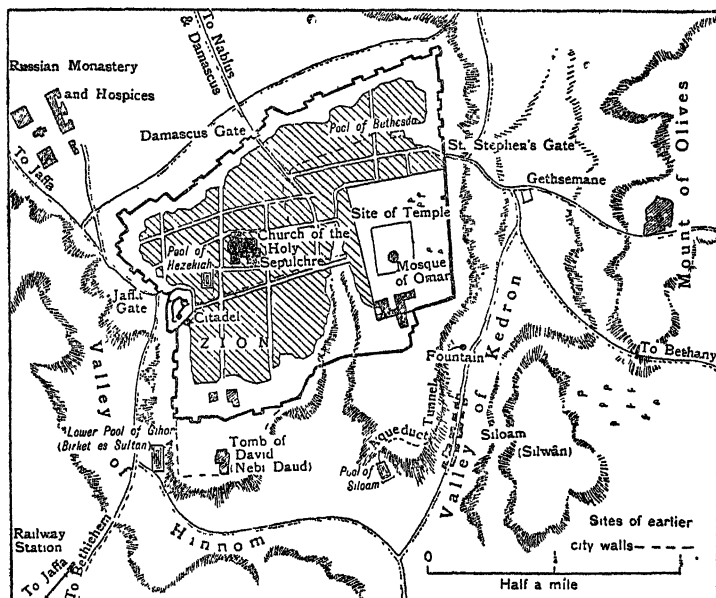 To Nablus
& Damascus
Russian Monastery
and Hospices
Damascus Gate
Pool of Bethesda
To Jaffa
St. Stephen's Gate
Gethsemane
Mount of Olives
Site of Temple
Church of the
Holy
Sepulchre
Pool of
Hezekiah
Mosque
of Omar
Jaffa
Gate
Citadel
ZION
To Bethany
Fountain
Valley of Kedron
Valley of Hinnom
Aqueduct Tunnel
Lower Pool of Gihon
(Birket es Sultan)
Tomb of
David
(Nebi Daud)
Pool of
Siloam
Siloam
(Silwân)
Sites of earlier
city walls
Railway
Station
To Jaffa
To Bethlehem
0 1 1
Half a mile